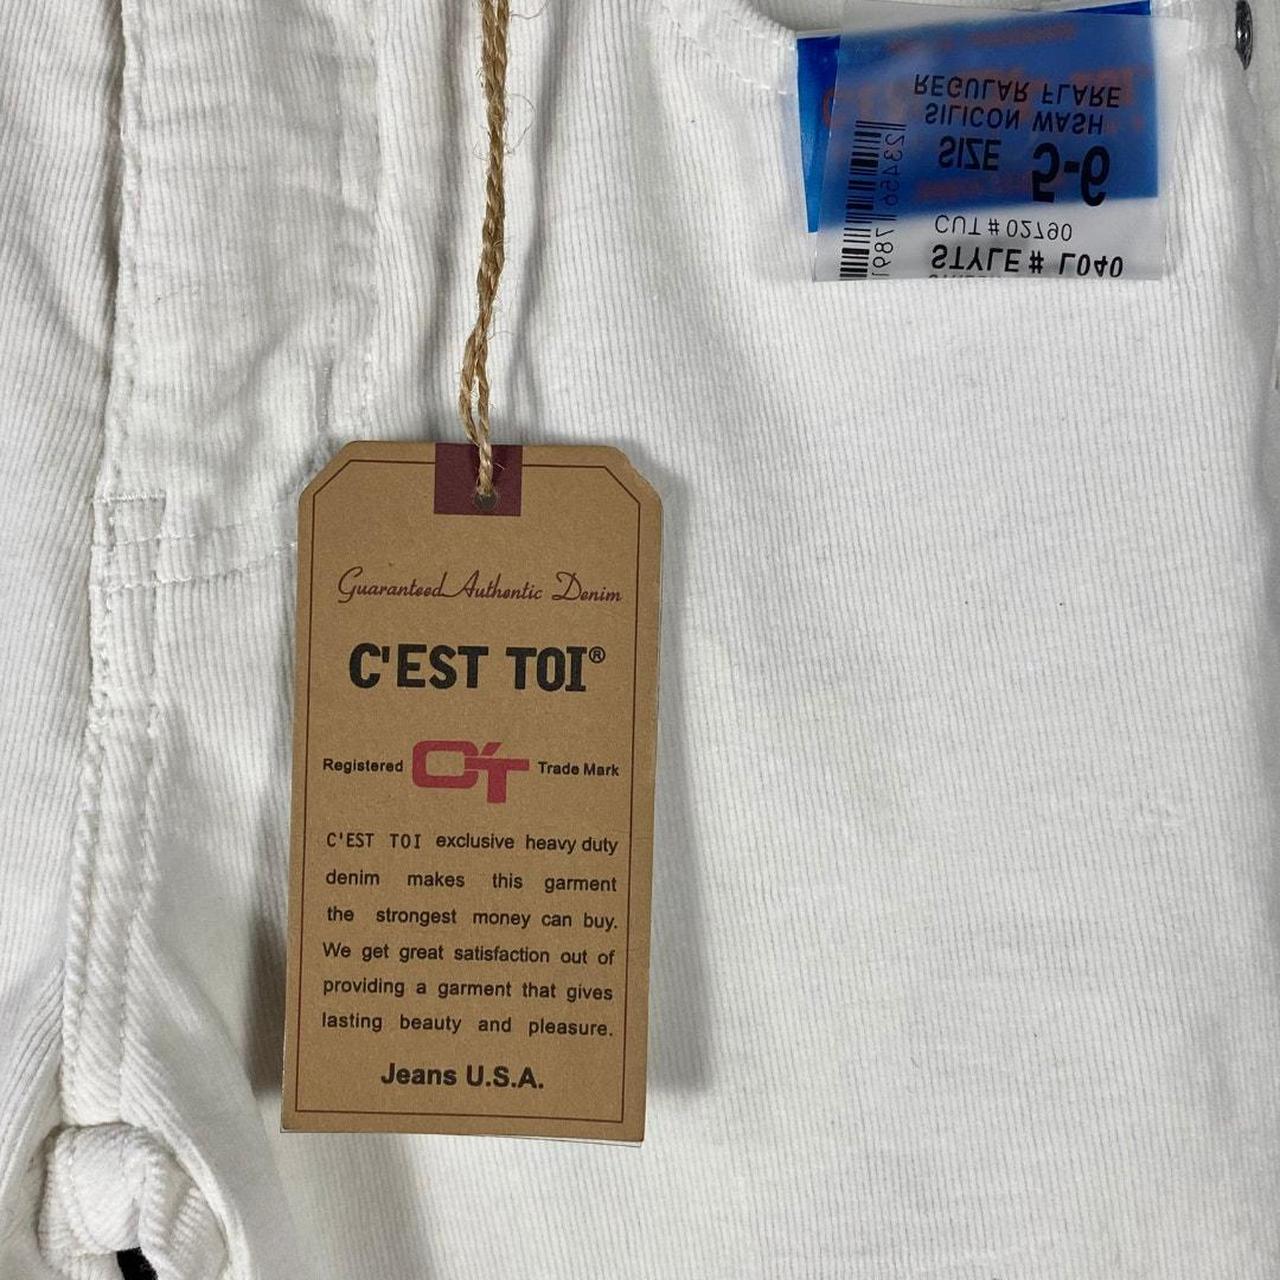 Guaranteed Authentic Denim
C'EST TOI®
Registered C'T Trade Mark
C'EST TOI exclusive heavy duty
denim makes this garment
the strongest money can buy.
We get great satisfaction out of
providing a garment that gives
lasting beauty and pleasure.
Jeans U.S.A.
STYLE # L040
CUT # 02790
SIZE 5-6
SILICON WASH
REGULAR FLARE